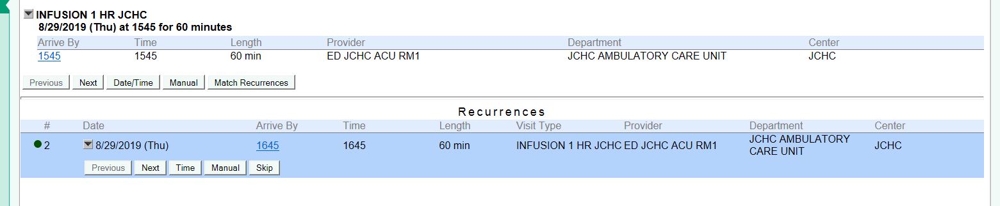 INFUSION 1 HR JCHC
8/29/2019 (Thu) at 1545 for 60 minutes
Arrive By Time Length Provider Department Center
1545 1545 60 min ED JCHC ACU RM1 JCHC AMBULATORY CARE UNIT JCHC
Previous Next Date/Time Manual Match Recurrences
Recurrences
# Date Arrive By Time Length Visit Type Provider Department Center
2 8/29/2019 (Thu) 1645 1645 60 min INFUSION 1 HR JCHC ED JCHC ACU RM1 JCHC AMBULATORY CARE UNIT JCHC
Previous Next Time Manual Skip